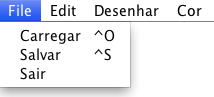 File Edit Desenhar Cor
Carregar ^O
Salvar ^S
Sair